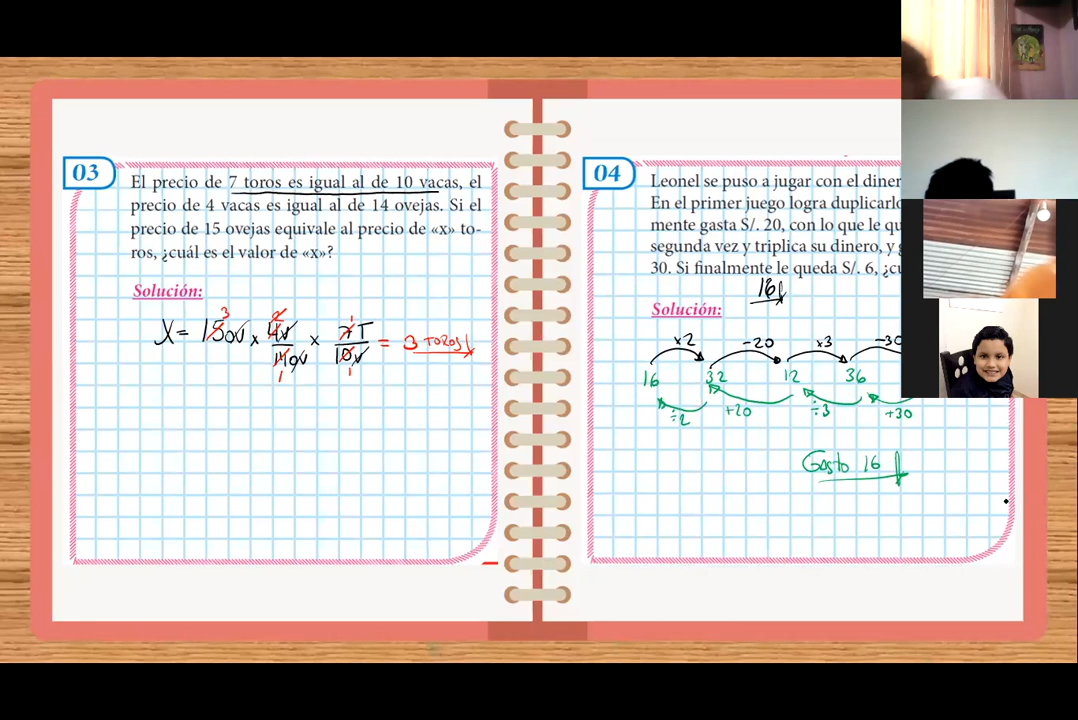 03
El precio de 7 toros es igual al de 10 vacas, el
precio de 4 vacas es igual al de 14 ovejas. Si el
precio de 15 ovejas equivale al precio de «x» to-
ros, ¿cuál es el valor de «x»?
Solución:
3 2 1
X = 15ov x 4v/14ov x 7T/10v = 3 TOROS
1 1
04
Leonel se puso a jugar con el diner
En el primer juego logra duplicarlo
mente gasta S/. 20, con lo que le qu
segunda vez y triplica su dinero, y g
30. Si finalmente le queda S/. 6, ¿cu
16
Solución:
x2 -20 x3 -30
16 32 12 36
÷2 +20 ÷3 +30
Gasto 16